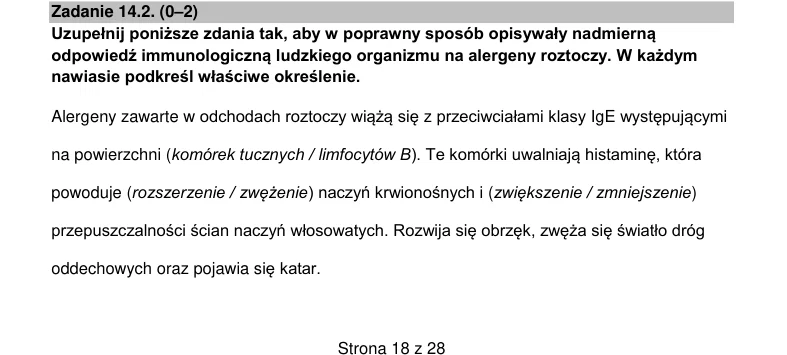 Zadanie 14.2. (0–2)
Uzupełnij poniższe zdania tak, aby w poprawny sposób opisywały nadmierną
odpowiedź immunologiczną ludzkiego organizmu na alergeny roztoczy. W każdym
nawiasie podkreśl właściwe określenie.
Alergeny zawarte w odchodach roztoczy wiążą się z przeciwciałami klasy IgE występującymi
na powierzchni (komórek tucznych / limfocytów B). Te komórki uwalniają histaminę, która
powoduje (rozszerzenie / zwężenie) naczyń krwionośnych i (zwiększenie / zmniejszenie)
przepuszczalności ścian naczyń włosowatych. Rozwija się obrzęk, zwęża się światło dróg
oddechowych oraz pojawia się katar.
Strona 18 z 28